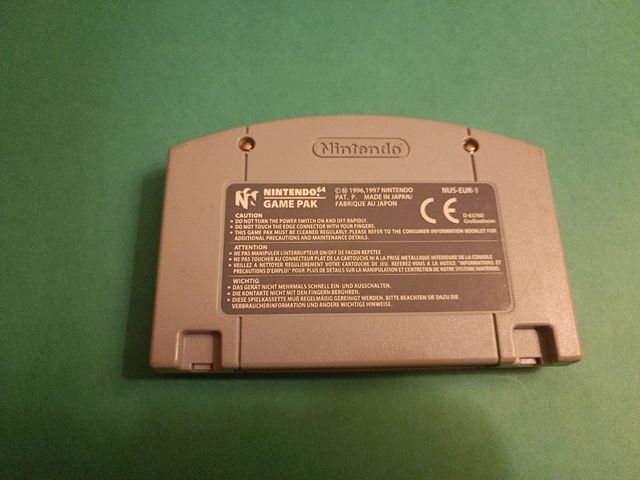 Nintendo
NINTENDO 64
GAME PAK
©Ⓜ 1996,1997 NINTENDO
PAT. P. MADE IN JAPAN/
FABRIQUE AU JAPON
NUS-EUR-1
CE
D-63760
Großostheim
CAUTION
• DO NOT TURN THE POWER SWITCH ON AND OFF RAPIDLY.
• DO NOT TOUCH THE EDGE CONNECTOR WITH YOUR FINGERS.
• THIS GAME PAK MUST BE CLEANED REGULARLY. PLEASE REFER TO THE CONSUMER INFORMATION BOOKLET FOR
ADDITIONAL PRECAUTIONS AND MAINTENANCE DETAILS.
ATTENTION
• NE PAS MANIPULER L'INTERRUPTEUR ON/OFF DE FACON REPETEE
• NE PAS TOUCHER AU CONNECTEUR PLAT DE LA CARTOUCHE NI A LA PRISE METALLIQUE INTERIEURE DE LA CONSOLE
• VEILLEZ A NETTOYER REGULIEREMENT VOTRE CARTOUCHE DE JEU. REFEREZ-VOUS A LA NOTICE "INFORMATIONS ET
PRECAUTIONS D'EMPLOI" POUR PLUS DE DETAILS SUR LA MANIPULATION ET L'ENTRETIEN DE VOTRE SYSTEME NINTENDO.
WICHTIG
• DAS GERÄT NICHT MEHRMALS SCHNELL EIN- UND AUSSCHALTEN.
• DIE KONTAKTE NICHT MIT DEN FINGERN BERÜHREN.
• DIESE SPIELKASSETTE MUß REGELMÄßIG GEREINIGT WERDEN. BITTE BEACHTEN SIE DAZU DIE
VERBRAUCHERINFORMATION UND ANDERE WICHTIGE HINWEISE.